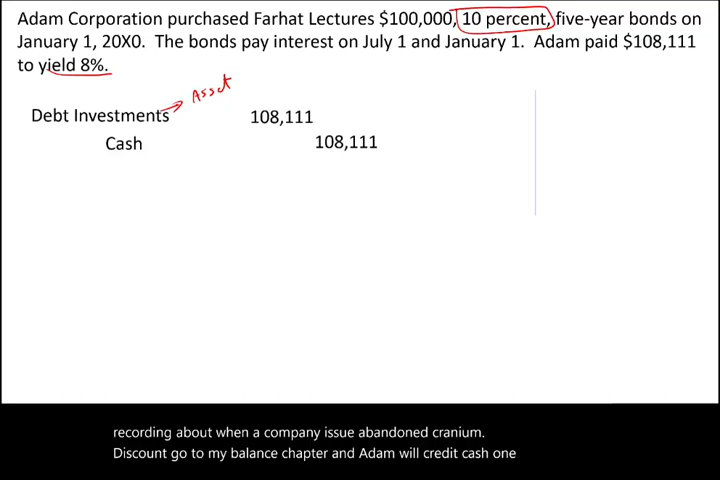 Adam Corporation purchased Farhat Lectures $100,000, 10 percent, five-year bonds on
January 1, 20X0. The bonds pay interest on July 1 and January 1. Adam paid $108,111
to yield 8%.
Asset
Debt Investments 108,111
Cash 108,111
recording about when a company issue abandoned cranium.
Discount go to my balance chapter and Adam will credit cash one